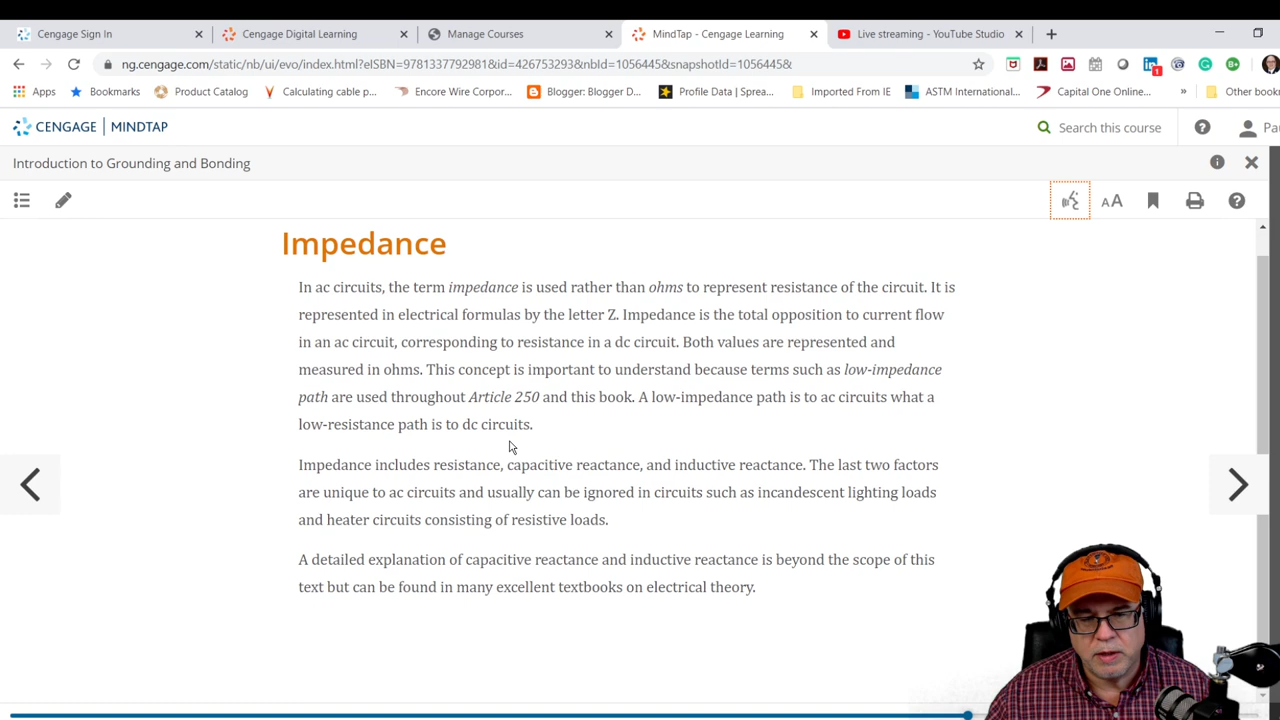 Cengage Sign In
Cengage Digital Learning
Manage Courses
MindTap - Cengage Learning
Live streaming - YouTube Studio
ng.cengage.com/static/nb/ui/evo/index.html?eISBN=9781337792981&id=426753293&nbId=1056445&snapshotId=1056445&
1
Apps
Bookmarks
Product Catalog
Calculating cable p...
Encore Wire Corpor...
Blogger: Blogger D...
Profile Data | Sprea...
Imported From IE
ASTM International...
Capital One Online...
»
Other bookr
CENGAGE | MINDTAP
Search this course
Pa
Introduction to Grounding and Bonding
AA
Impedance
In ac circuits, the term impedance is used rather than ohms to represent resistance of the circuit. It is
represented in electrical formulas by the letter Z. Impedance is the total opposition to current flow
in an ac circuit, corresponding to resistance in a dc circuit. Both values are represented and
measured in ohms. This concept is important to understand because terms such as low-impedance
path are used throughout Article 250 and this book. A low-impedance path is to ac circuits what a
low-resistance path is to dc circuits.
Impedance includes resistance, capacitive reactance, and inductive reactance. The last two factors
are unique to ac circuits and usually can be ignored in circuits such as incandescent lighting loads
and heater circuits consisting of resistive loads.
A detailed explanation of capacitive reactance and inductive reactance is beyond the scope of this
text but can be found in many excellent textbooks on electrical theory.